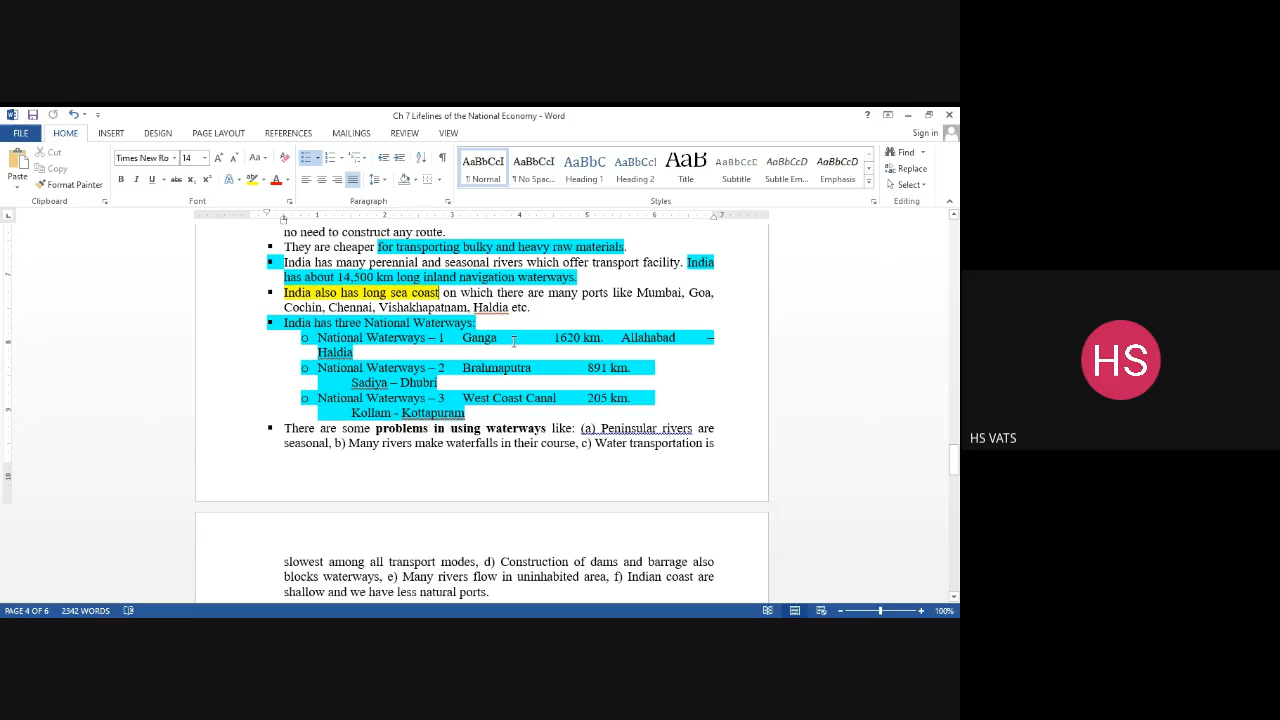 Ch 7 Lifelines of the National Economy - Word
FILE HOME INSERT DESIGN PAGE LAYOUT REFERENCES MAILINGS REVIEW VIEW Sign in
Paste Cut Copy Format Painter
Times New Ro 14
AaBbCcI AaBbCcI AaBbC AaBbCcI AaB AaBbCcD AaBbCcD AaBbCcD
¶ Normal ¶ No Spac... Heading 1 Heading 2 Title Subtitle Subtle Em... Emphasis
Find Replace Select
Clipboard Font Paragraph Styles Editing
1 2 3 4 5 6 7
no need to construct any route.
▪ They are cheaper for transporting bulky and heavy raw materials.
▪ India has many perennial and seasonal rivers which offer transport facility. India
has about 14,500 km long inland navigation waterways.
▪ India also has long sea coast on which there are many ports like Mumbai, Goa,
Cochin, Chennai, Vishakhapatnam, Haldia etc.
▪ India has three National Waterways:
o National Waterways – 1 Ganga 1620 km. Allahabad –
Haldia
o National Waterways – 2 Brahmaputra 891 km.
Sadiya – Dhubri
o National Waterways – 3 West Coast Canal 205 km.
Kollam - Kottapuram
▪ There are some problems in using waterways like: (a) Peninsular rivers are
seasonal, b) Many rivers make waterfalls in their course, c) Water transportation is
slowest among all transport modes, d) Construction of dams and barrage also
blocks waterways, e) Many rivers flow in uninhabited area, f) Indian coast are
shallow and we have less natural ports.
PAGE 4 OF 6 2342 WORDS 100%
HS
HS VATS